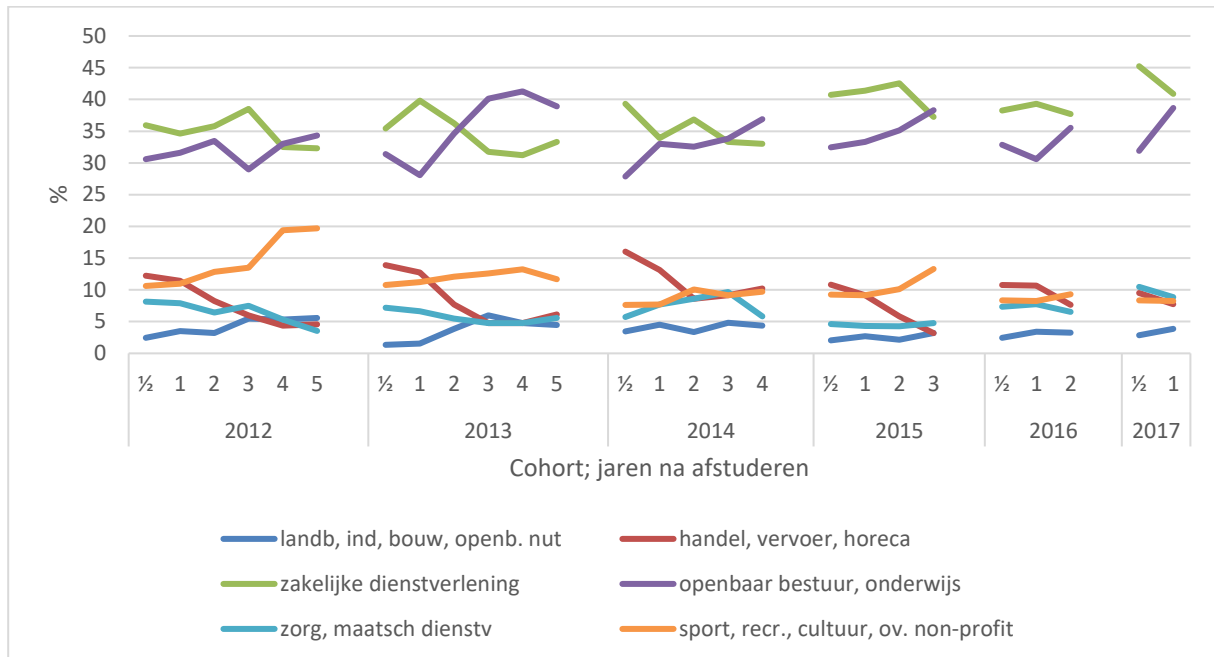 50
45
40
35
30
25
20
15
10
5
0
%
½ 1 2 3 4 5 ½ 1 2 3 4 5 ½ 1 2 3 4 ½ 1 2 3 ½ 1 2 ½ 1
2012 2013 2014 2015 2016 2017
Cohort; jaren na afstuderen
landb, ind, bouw, openb. nut handel, vervoer, horeca
zakelijke dienstverlening openbaar bestuur, onderwijs
zorg, maatsch dienstv sport, recr., cultuur, ov. non-profit